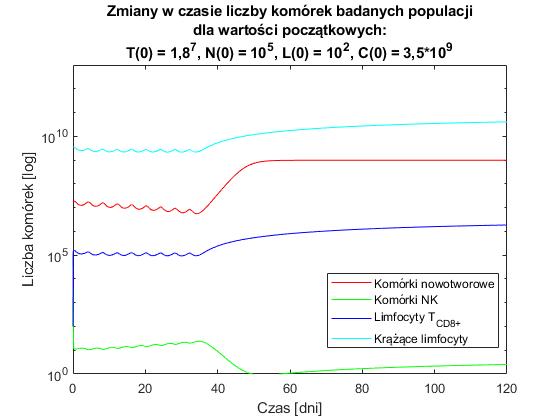 Zmiany w czasie liczby komórek badanych populacji
dla wartości początkowych:
T(0) = 1,8⁷, N(0) = 10⁵, L(0) = 10², C(0) = 3,5*10⁹
Liczba komórek [log]
10¹⁰
10⁵
10⁰
Komórki nowotworowe
Komórki NK
Limfocyty T_CD8+
Krążące limfocyty
0 20 40 60 80 100 120
Czas [dni]